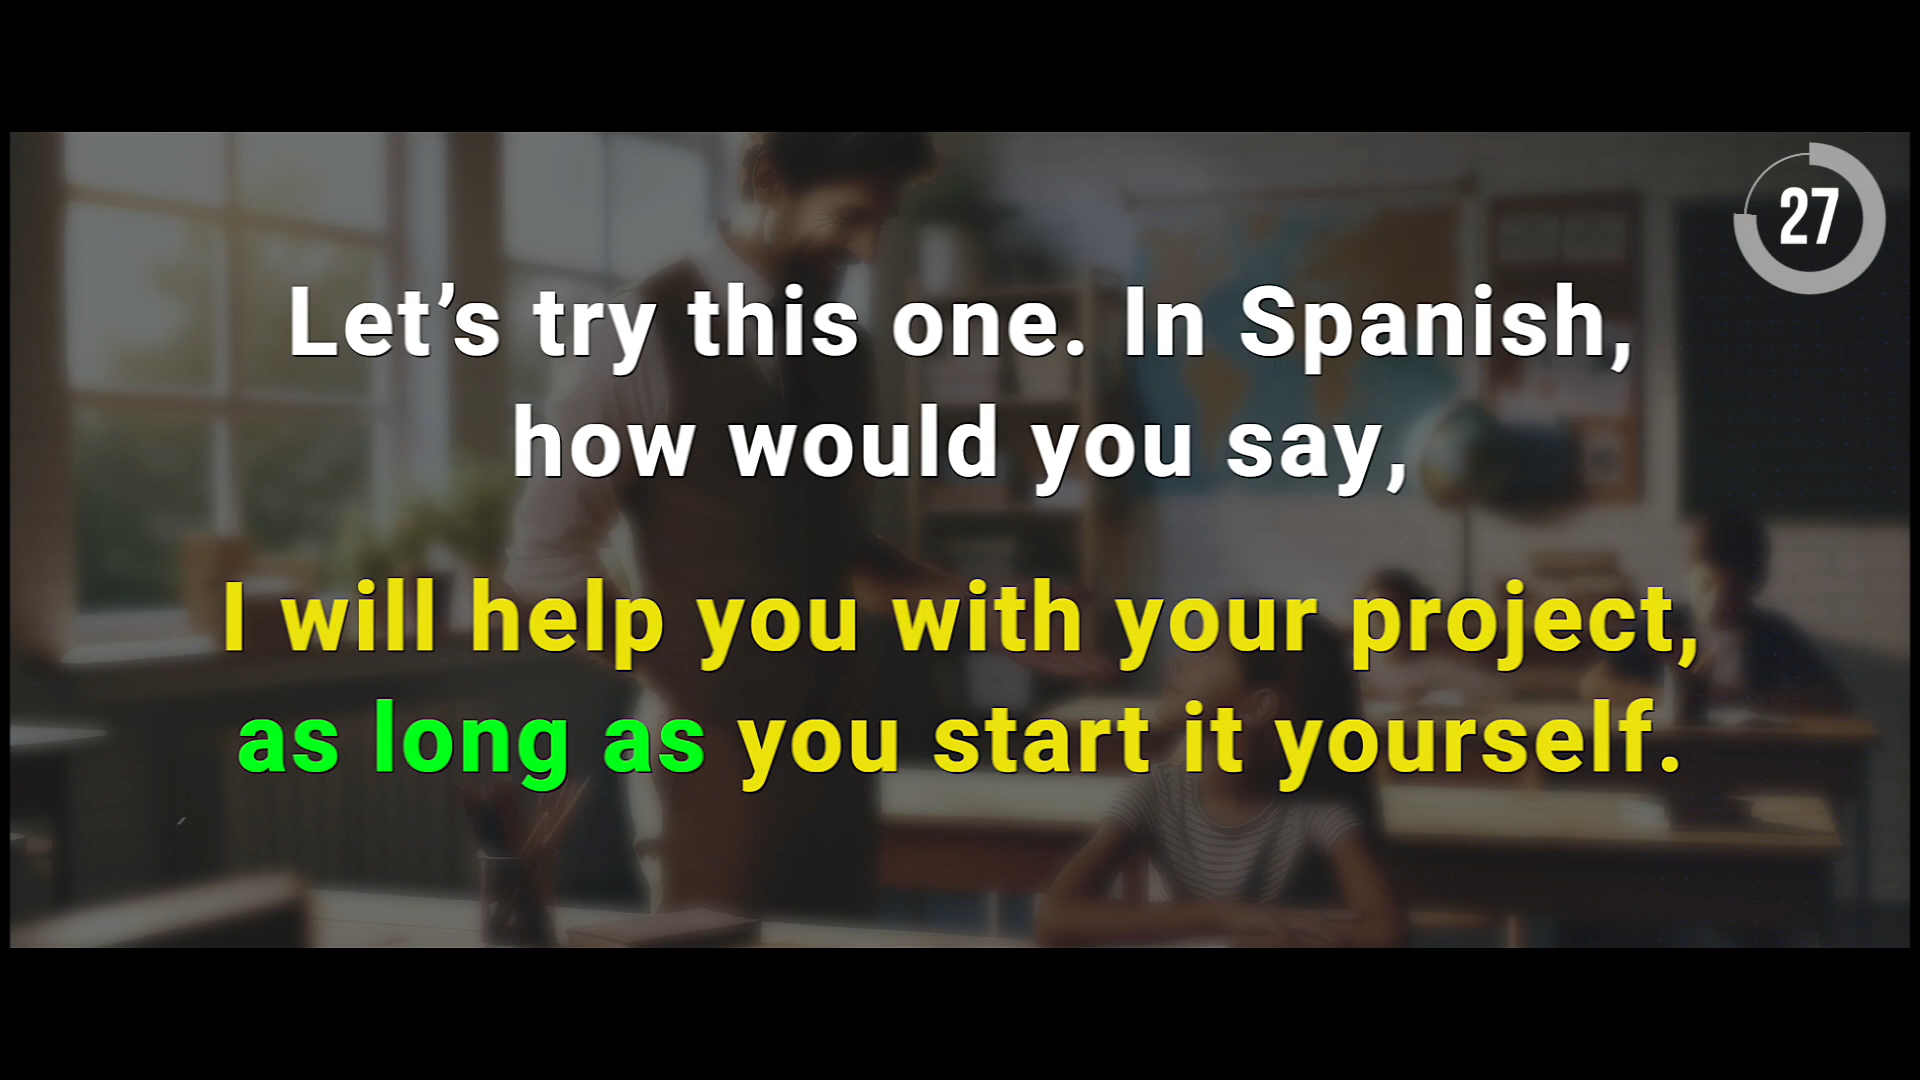 27
Let’s try this one. In Spanish,
how would you say,
I will help you with your project,
as long as you start it yourself.